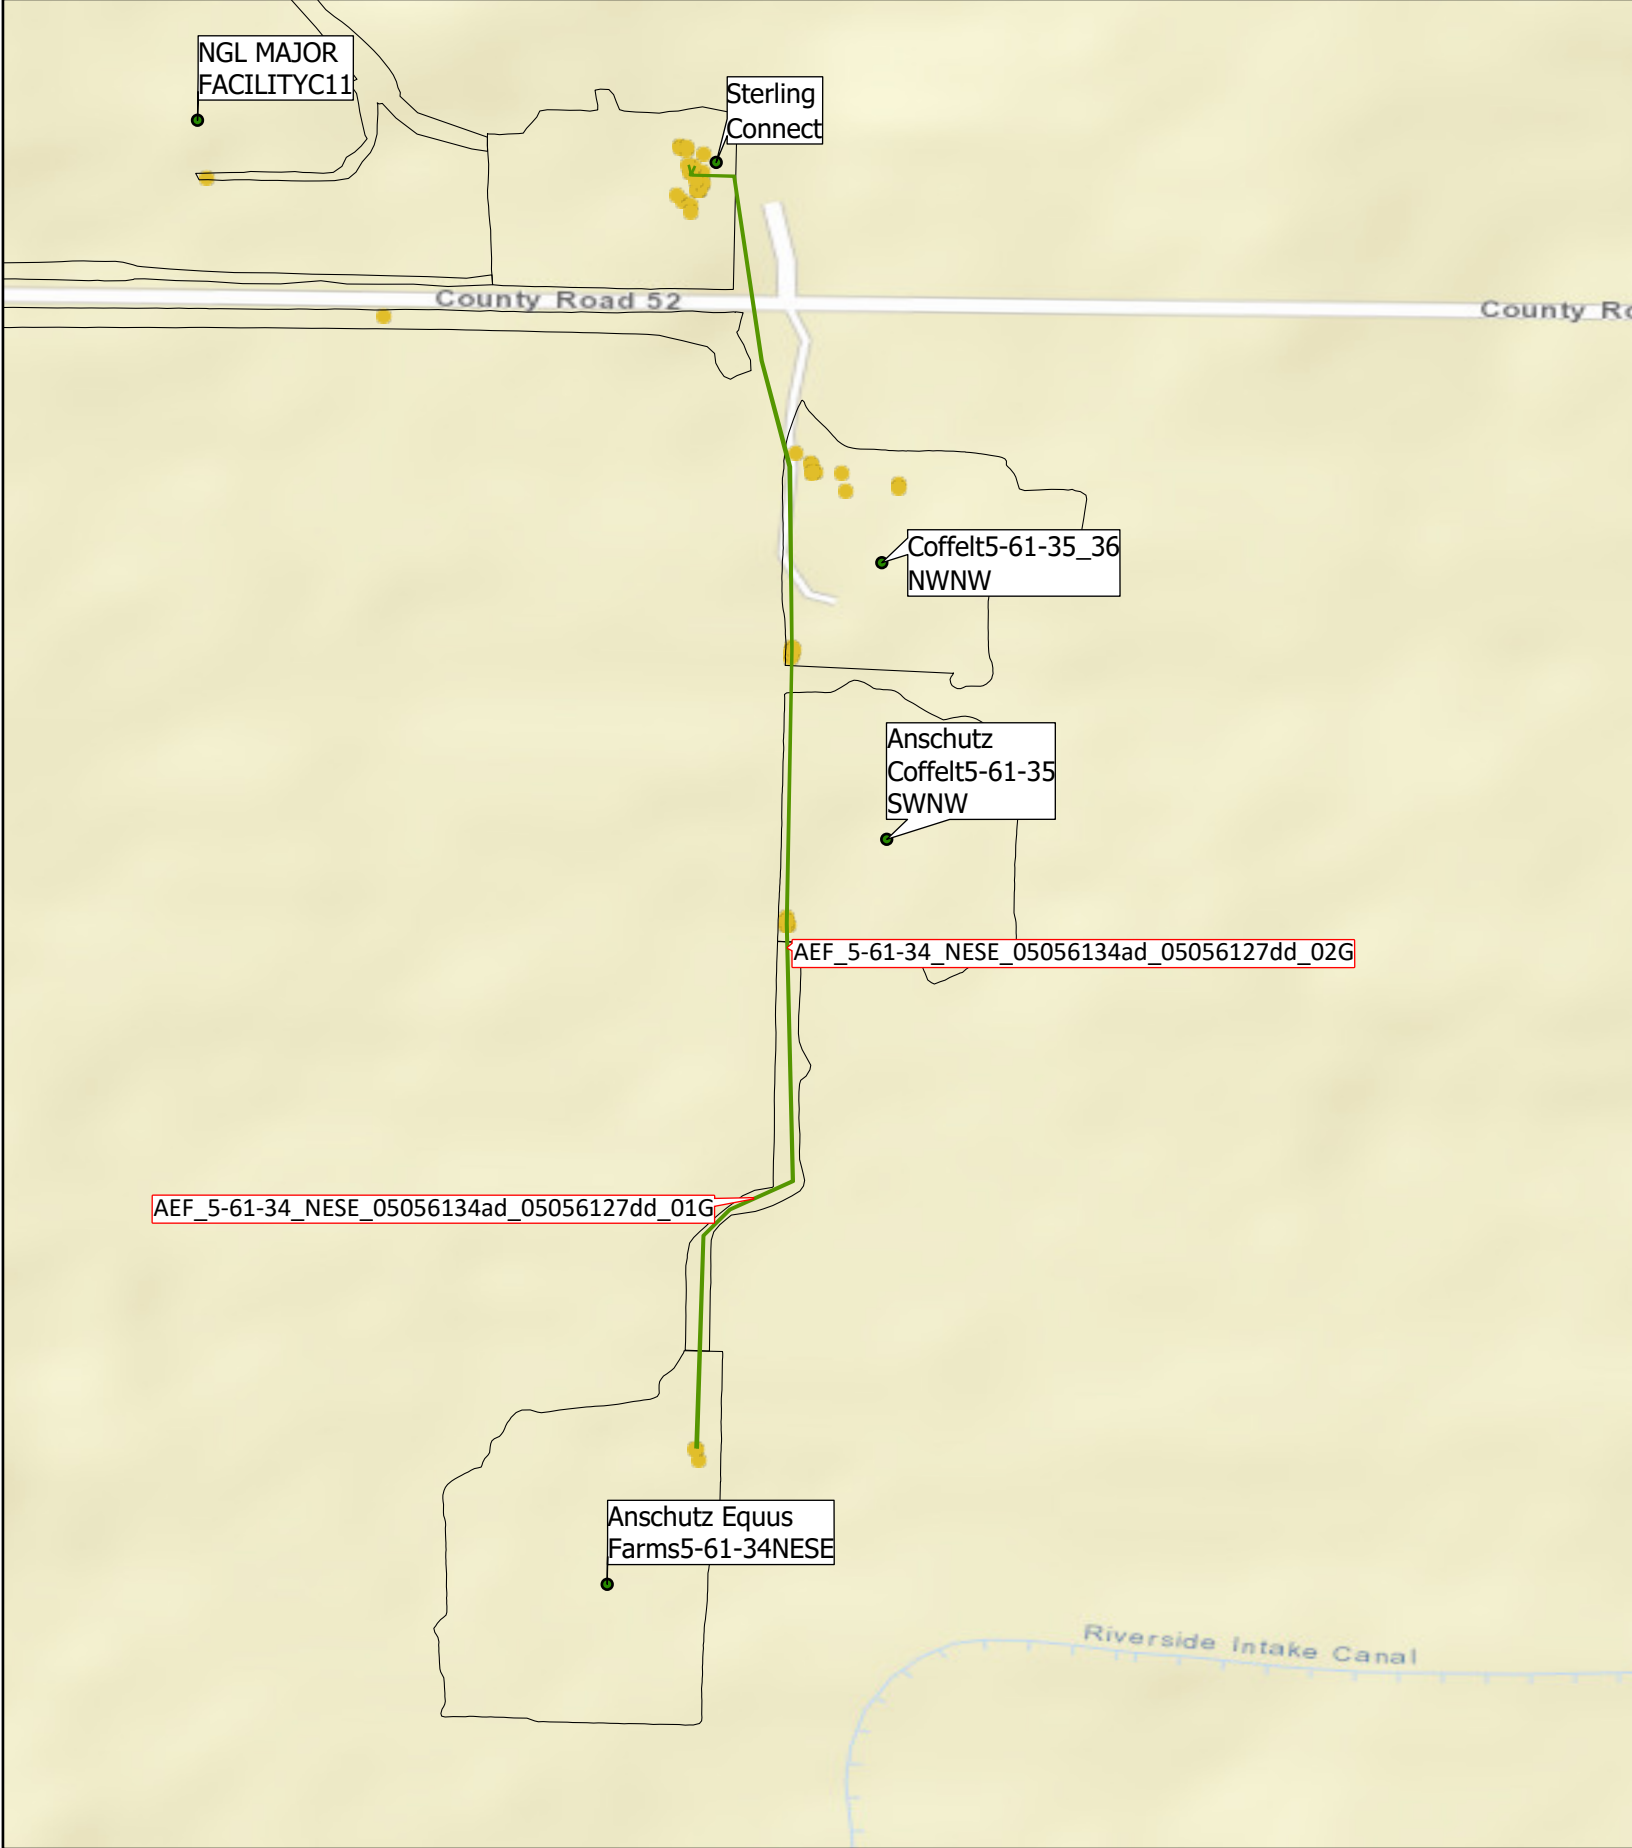 NGL MAJOR
FACILITYC11
Sterling
Connect
County Road 52
County Ro
Coffelt5-61-35_36
NWNW
Anschutz
Coffelt5-61-35
SWNW
AEF_5-61-34_NESE_05056134ad_05056127dd_02G
AEF_5-61-34_NESE_05056134ad_05056127dd_01G
Anschutz Equus
Farms5-61-34NESE
Riverside Intake Canal